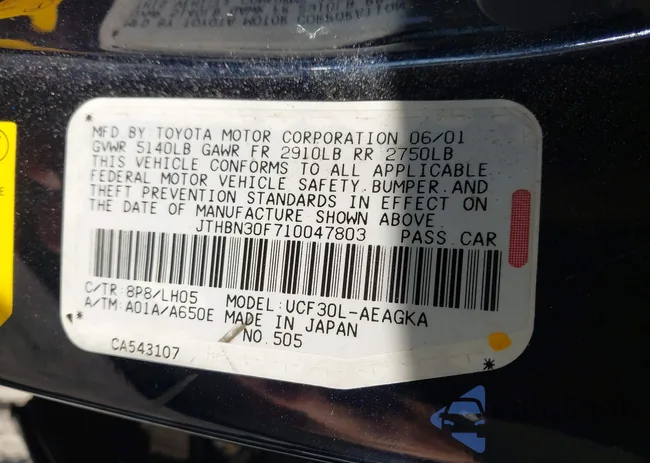 MFD BY: TOYOTA MOTOR CORPORATION 06/01
GVWR 5140LB GAWR FR 2910LB RR 2750LB
THIS VEHICLE CONFORMS TO ALL APPLICABLE
FEDERAL MOTOR VEHICLE SAFETY, BUMPER, AND
THEFT PREVENTION STANDARDS IN EFFECT ON
THE DATE OF MANUFACTURE SHOWN ABOVE.
JTHBN30F710047803 PASS. CAR
C/TR: 8P8/LH05 MODEL: UCF30L-AEAGKA
A/TM: A01A/A650E MADE IN JAPAN
NO. 505
CA543107